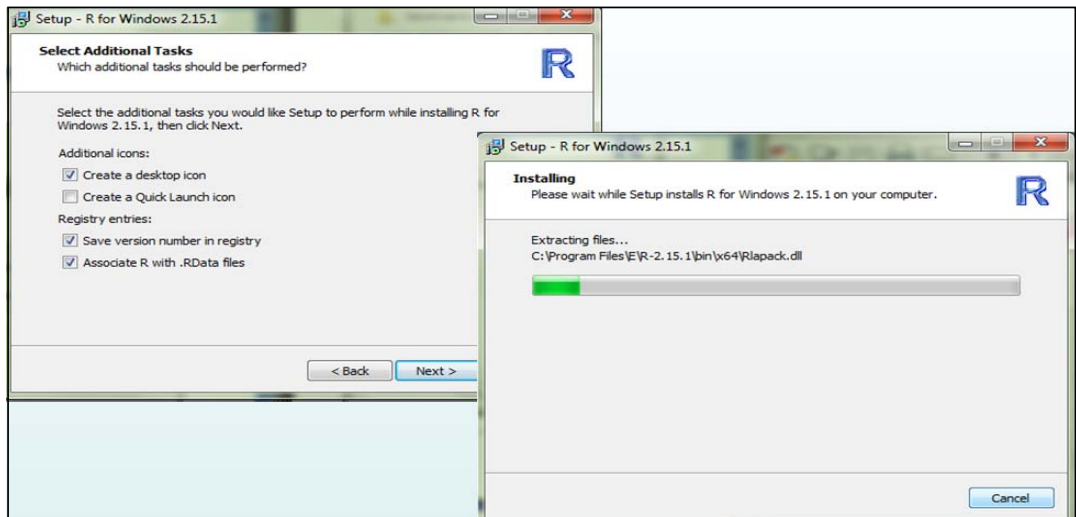 Setup - R for Windows 2.15.1
Select Additional Tasks
Which additional tasks should be performed?
R
Select the additional tasks you would like Setup to perform while installing R for
Windows 2.15.1, then click Next.
Additional icons:
Create a desktop icon
Create a Quick Launch icon
Registry entries:
Save version number in registry
Associate R with .RData files
< Back
Next >
Setup - R for Windows 2.15.1
Installing
Please wait while Setup installs R for Windows 2.15.1 on your computer.
R
Extracting files...
C:\Program Files\E\R-2.15.1\bin\x64\Rlapack.dll
Cancel